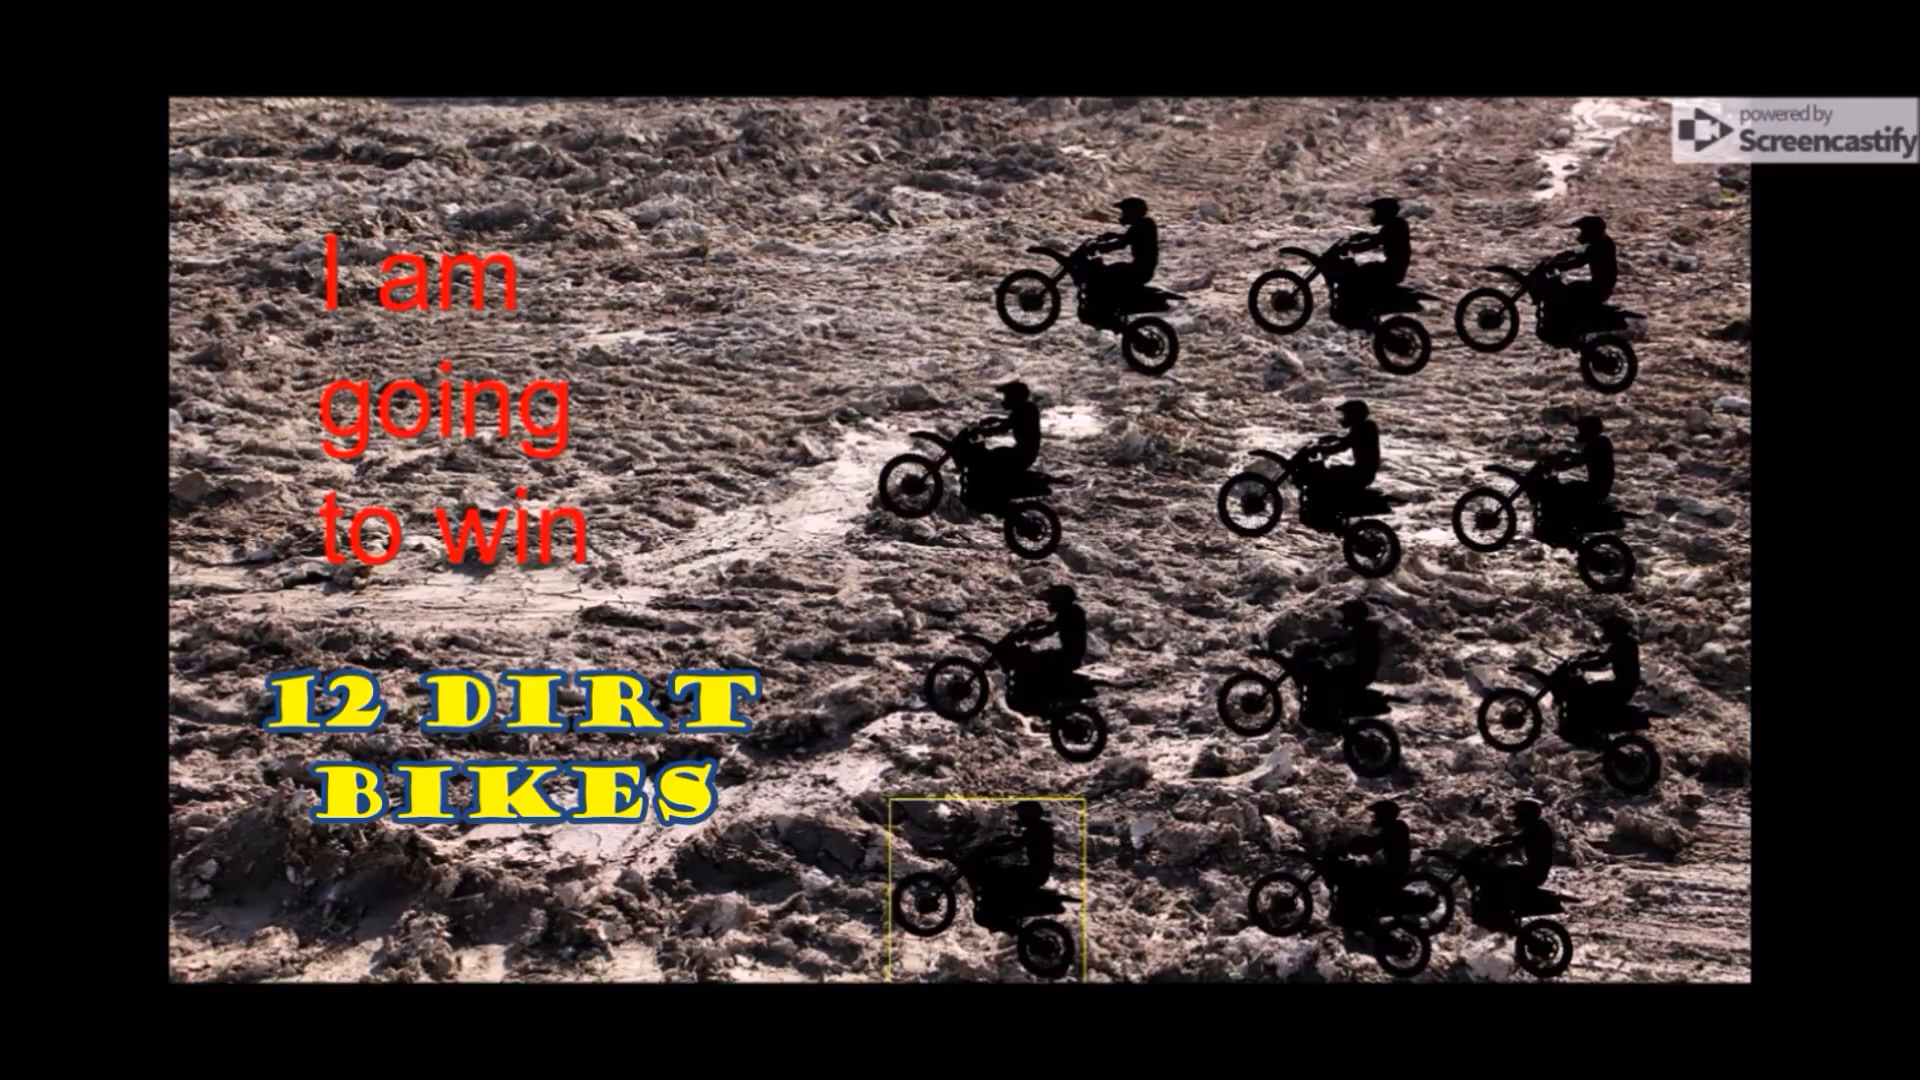 powered by
Screencastify
I am
going
to win
12 DIRT
BIKES